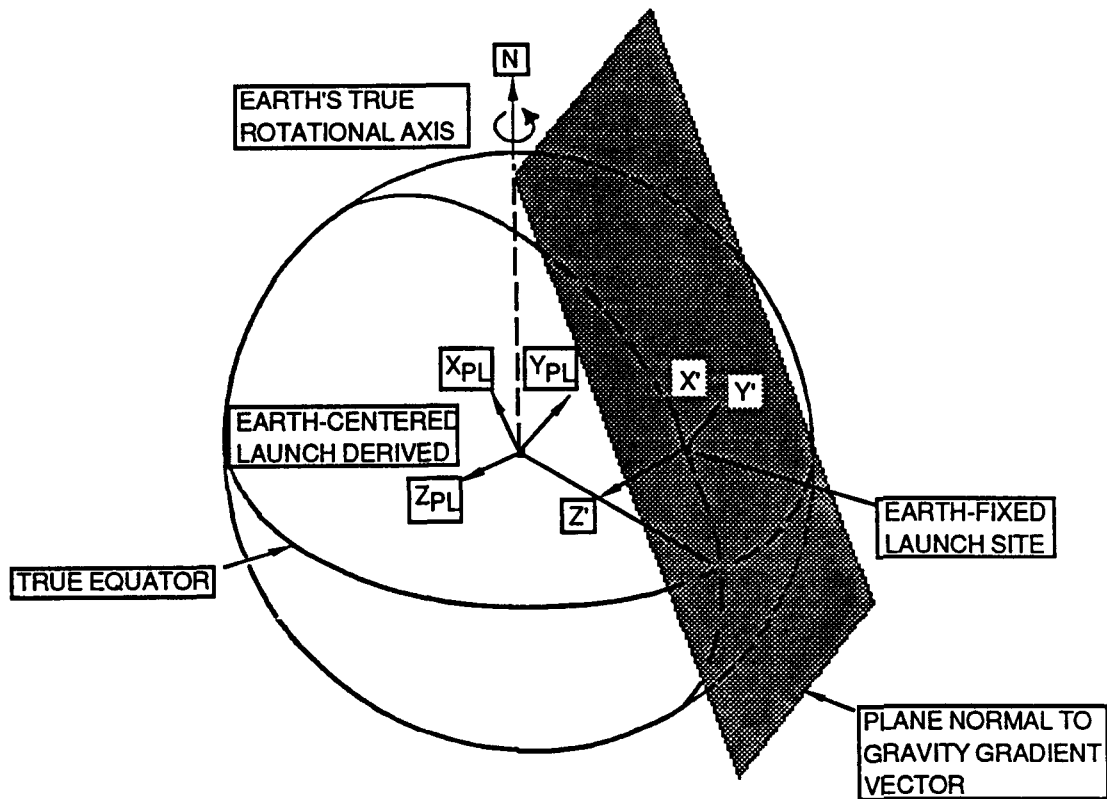 N
EARTH'S TRUE
ROTATIONAL AXIS
XPL
YPL
X'
Y'
EARTH-CENTERED
LAUNCH DERIVED
ZPL
Z'
EARTH-FIXED
LAUNCH SITE
TRUE EQUATOR
PLANE NORMAL TO
GRAVITY GRADIENT
VECTOR